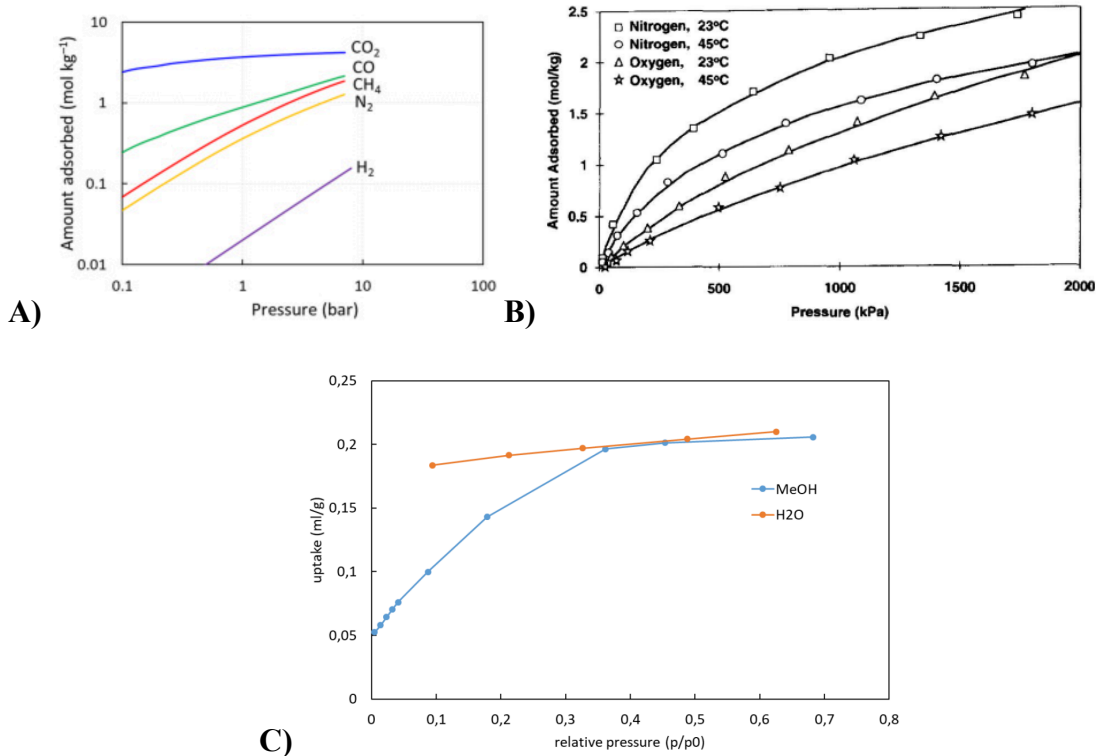 10
1
0.1
0.01
Amount adsorbed (mol kg⁻¹)
CO₂
CO
CH₄
N₂
H₂
0.1 1 10 100
Pressure (bar)
A)
2.5
2
1.5
1
0.5
0
Amount Adsorbed (mol/kg)
Nitrogen, 23ºC
Nitrogen, 45ºC
Oxygen, 23ºC
Oxygen, 45ºC
0 500 1000 1500 2000
Pressure (kPa)
B)
0,25
0,2
0,15
0,1
0,05
0
uptake (ml/g)
MeOH
H2O
0 0,1 0,2 0,3 0,4 0,5 0,6 0,7 0,8
relative pressure (p/p0)
C)